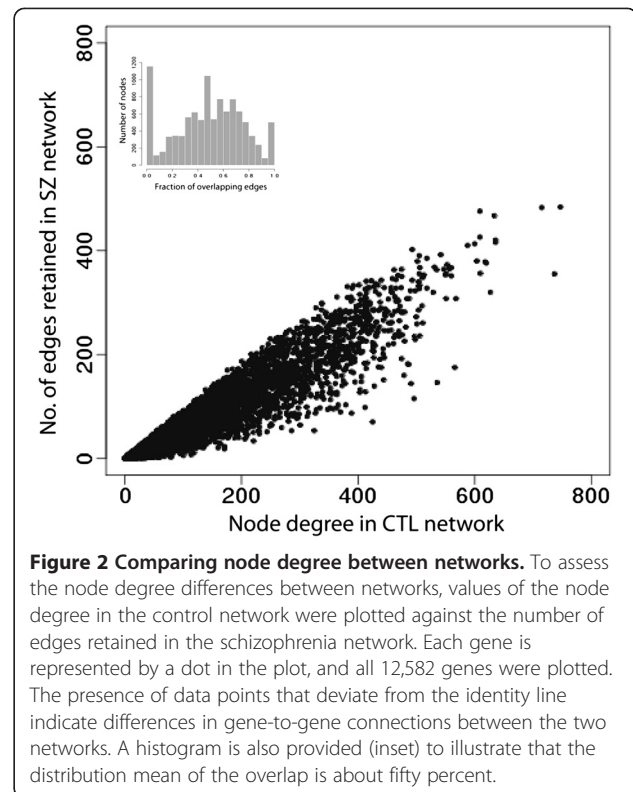 800
600
400
200
0
No. of edges retained in SZ network
1200
1000
800
600
400
200
0
Number of nodes
0.0 0.2 0.4 0.6 0.8 1.0
Fraction of overlapping edges
0 200 400 600 800
Node degree in CTL network
Figure 2 Comparing node degree between networks. To assess
the node degree differences between networks, values of the node
degree in the control network were plotted against the number of
edges retained in the schizophrenia network. Each gene is
represented by a dot in the plot, and all 12,582 genes were plotted.
The presence of data points that deviate from the identity line
indicate differences in gene-to-gene connections between the two
networks. A histogram is also provided (inset) to illustrate that the
distribution mean of the overlap is about fifty percent.